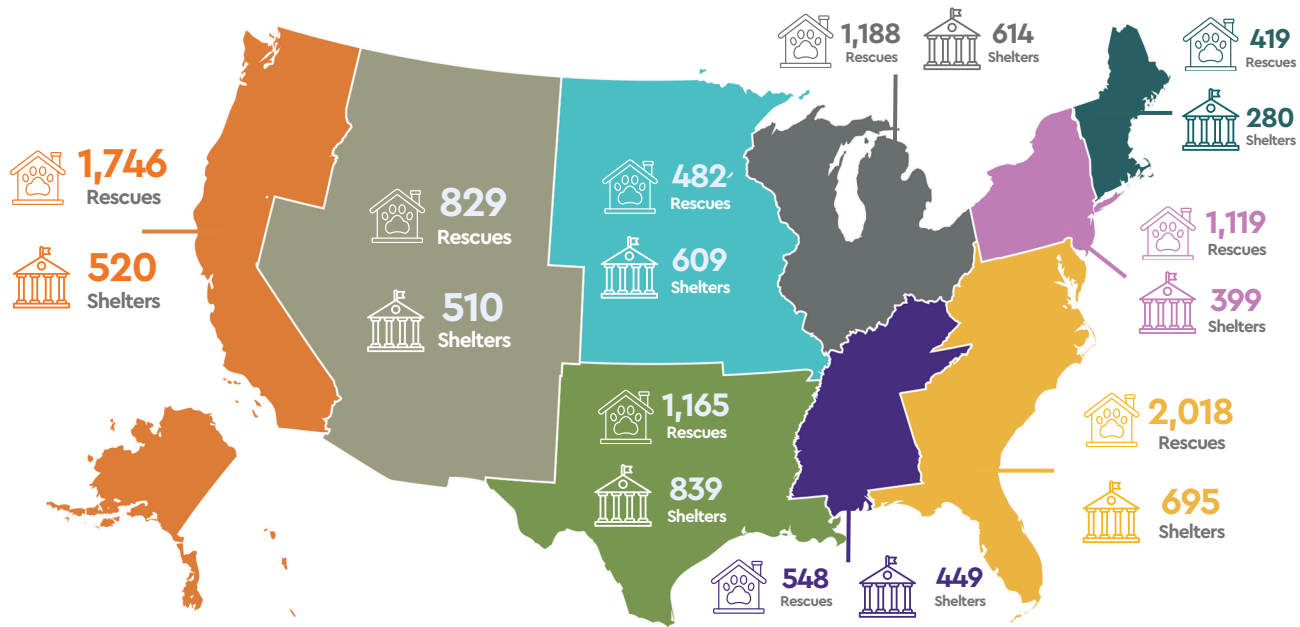 1,188
Rescues
614
Shelters
419
Rescues
280
Shelters
1,746
Rescues
520
Shelters
829
Rescues
510
Shelters
482
Rescues
609
Shelters
1,119
Rescues
399
Shelters
1,165
Rescues
839
Shelters
2,018
Rescues
695
Shelters
548
Rescues
449
Shelters